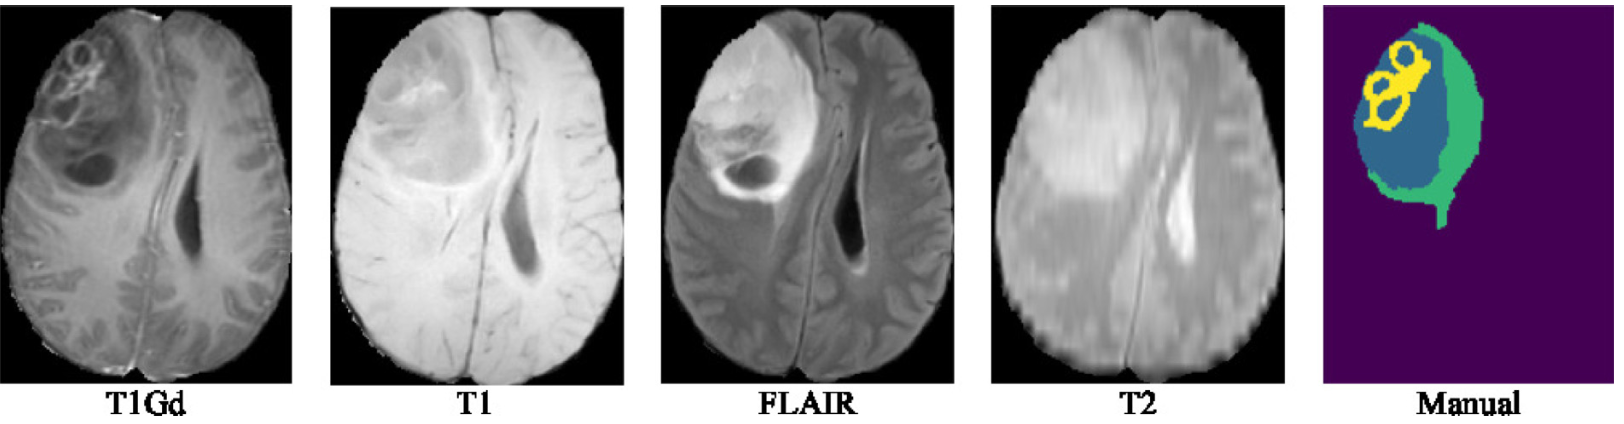 T1Gd
T1
FLAIR
T2
Manual